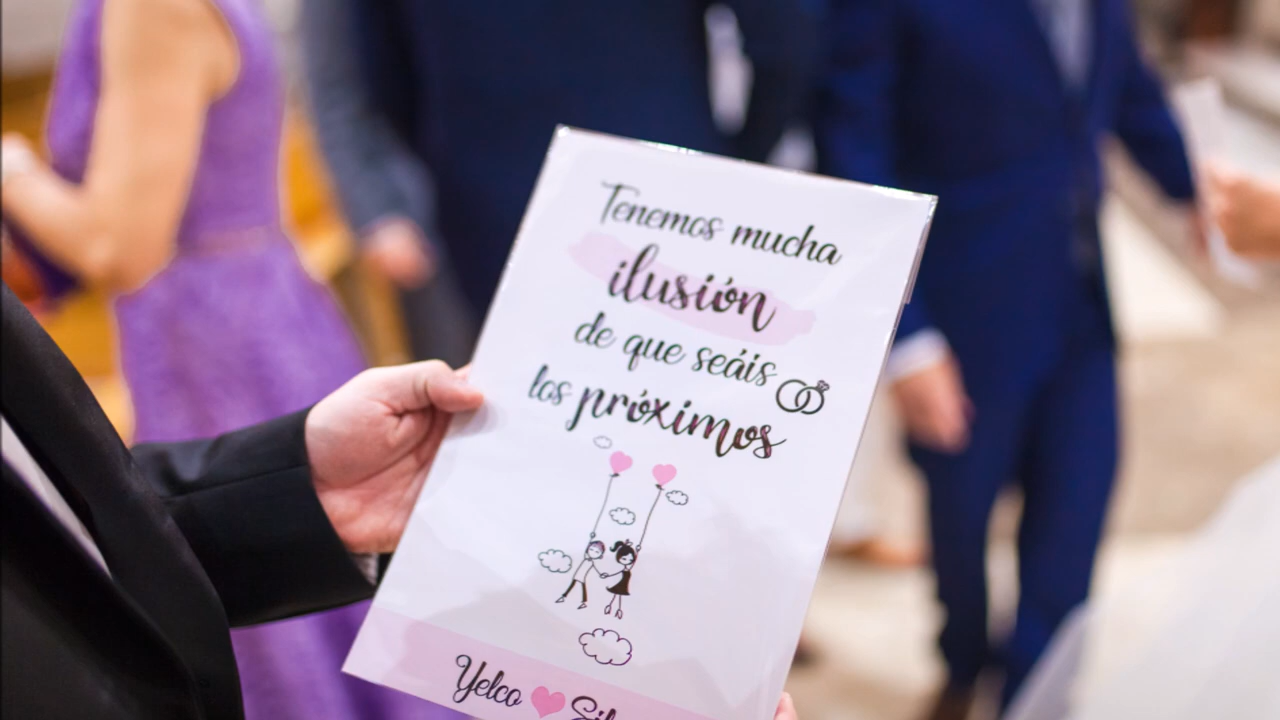 Tenemos mucha
ilusión
de que seáis
los próximos
Yelco